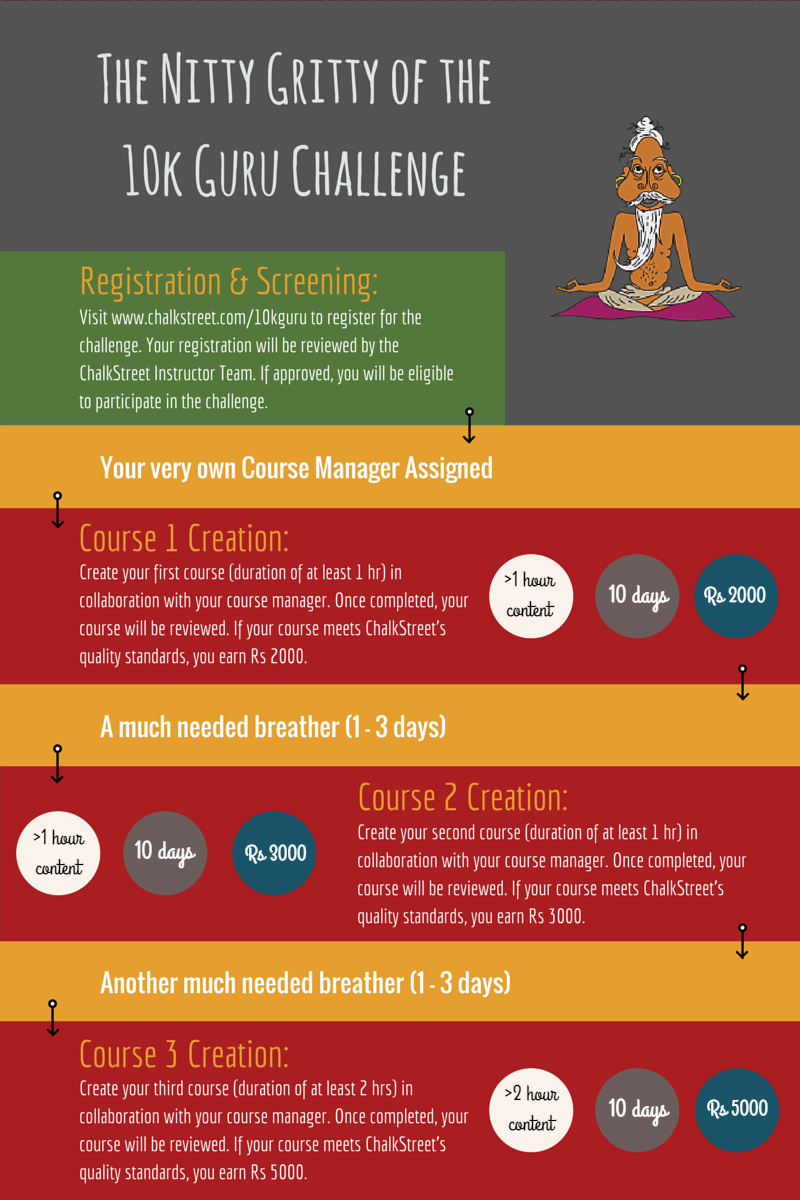 The Nitty Gritty of the
10k Guru Challenge
Registration & Screening:
Visit www.chalkstreet.com/10kguru to register for the
challenge. Your registration will be reviewed by the
ChalkStreet Instructor Team. If approved, you will be eligible
to participate in the challenge.
Your very own Course Manager Assigned
Course 1 Creation:
Create your first course (duration of at least 1 hr) in
collaboration with your course manager. Once completed, your
course will be reviewed. If your course meets ChalkStreet's
quality standards, you earn Rs 2000.
>1 hour
content
10 days
Rs 2000
A much needed breather (1 - 3 days)
>1 hour
content
10 days
Rs 3000
Course 2 Creation:
Create your second course (duration of at least 1 hr) in
collaboration with your course manager. Once completed, your
course will be reviewed. If your course meets ChalkStreet's
quality standards, you earn Rs 3000.
Another much needed breather (1 - 3 days)
Course 3 Creation:
Create your third course (duration of at least 2 hrs) in
collaboration with your course manager. Once completed, your
course will be reviewed. If your course meets ChalkStreet's
quality standards, you earn Rs 5000.
>2 hour
content
10 days
Rs 5000